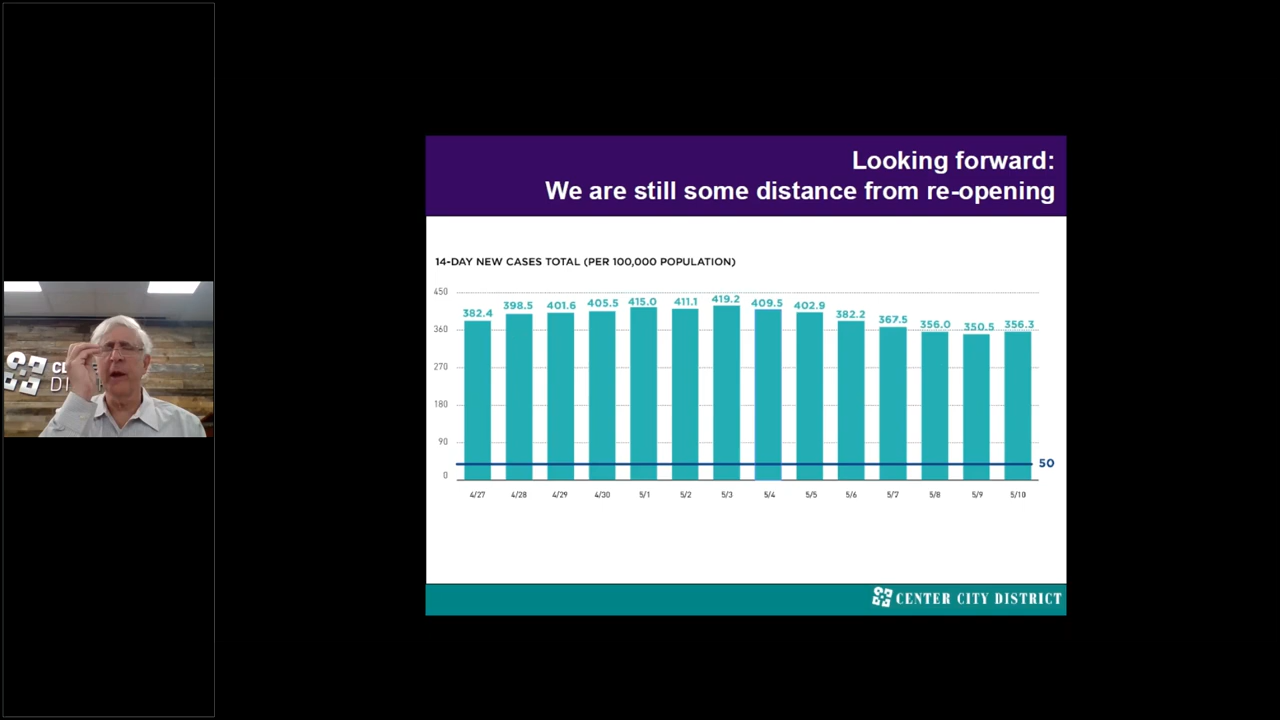 Looking forward:
We are still some distance from re-opening
14-DAY NEW CASES TOTAL (PER 100,000 POPULATION)
450
360
270
180
90
0
382.4 398.5 401.6 405.5 415.0 411.1 419.2 409.5 402.9 382.2 367.5 356.0 350.5 356.3
50
4/27 4/28 4/29 4/30 5/1 5/2 5/3 5/4 5/5 5/6 5/7 5/8 5/9 5/10
CENTER CITY DISTRICT